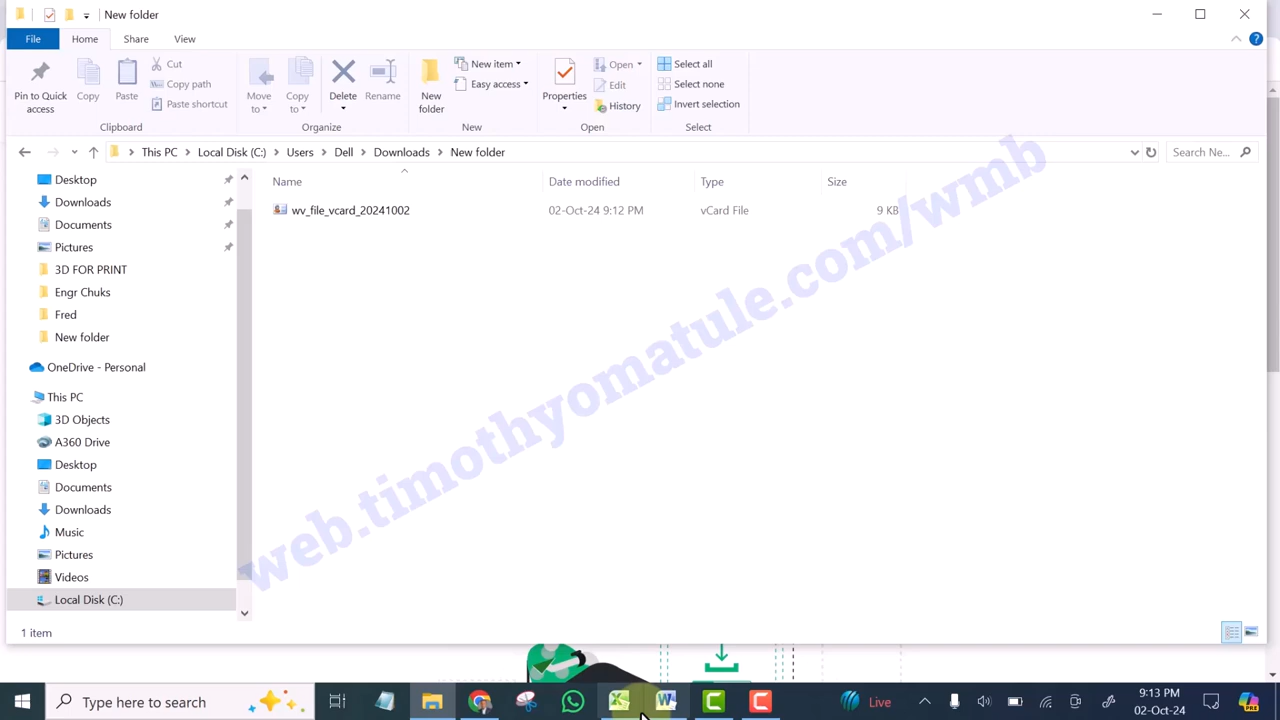 New folder
File Home Share View
Pin to Quick access
Copy
Paste
Cut
Copy path
Paste shortcut
Clipboard
Move to
Copy to
Delete
Rename
Organize
New folder
New item
Easy access
New
Properties
Open
Edit
History
Open
Select all
Select none
Invert selection
Select
This PC > Local Disk (C:) > Users > Dell > Downloads > New folder
Search Ne...
Name Date modified Type Size
wv_file_vcard_20241002 02-Oct-24 9:12 PM vCard File 9 KB
Desktop
Downloads
Documents
Pictures
3D FOR PRINT
Engr Chuks
Fred
New folder
OneDrive - Personal
This PC
3D Objects
A360 Drive
Desktop
Documents
Downloads
Music
Pictures
Videos
Local Disk (C:)
web.timothyomatule.com/wmb
1 item
Type here to search
Live
9:13 PM
02-Oct-24
PRE